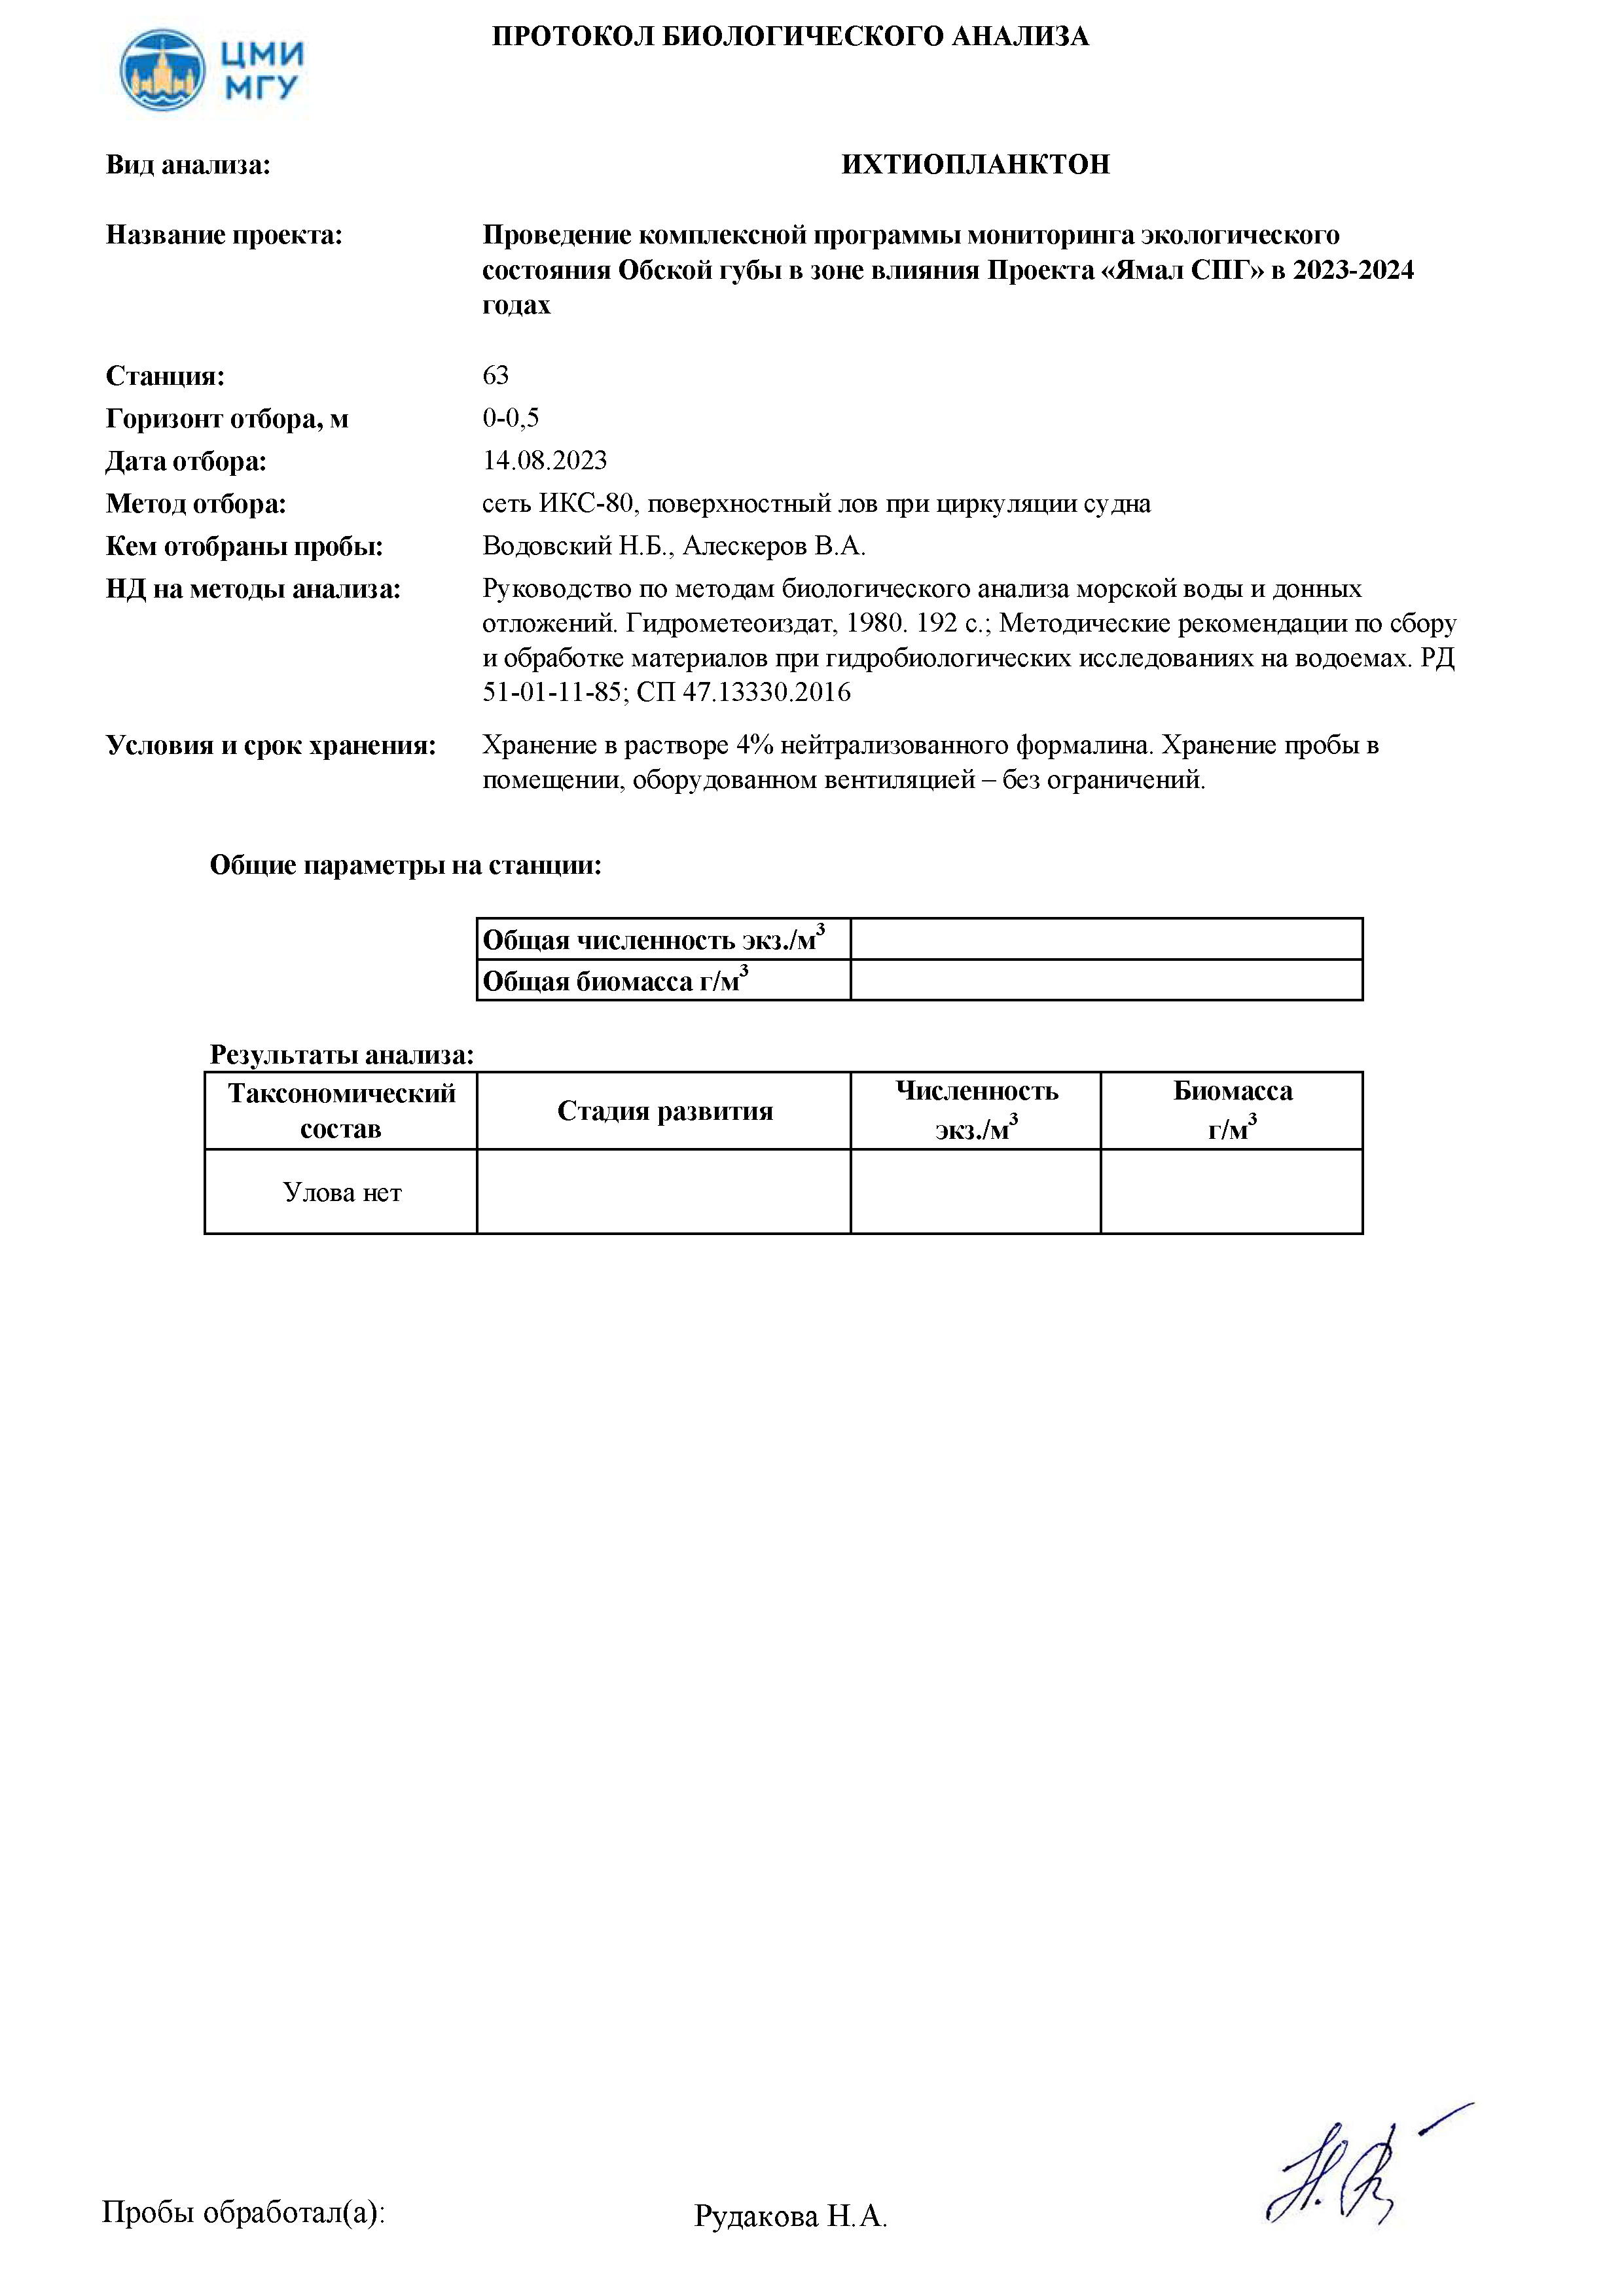 ЦМИ
МГУ
ПРОТОКОЛ БИОЛОГИЧЕСКОГО АНАЛИЗА
Вид анализа: ИХТИОПЛАНКТОН
Название проекта: Проведение комплексной программы мониторинга экологического
состояния Обской губы в зоне влияния Проекта «Ямал СПГ» в 2023-2024
годах
Станция: 63
Горизонт отбора, м 0-0,5
Дата отбора: 14.08.2023
Метод отбора: сеть ИКС-80, поверхностный лов при циркуляции судна
Кем отобраны пробы: Водовский Н.Б., Алескеров В.А.
НД на методы анализа: Руководство по методам биологического анализа морской воды и донных
отложений. Гидрометеоиздат, 1980. 192 с.; Методические рекомендации по сбору
и обработке материалов при гидробиологических исследованиях на водоемах. РД
51-01-11-85; СП 47.13330.2016
Условия и срок хранения: Хранение в растворе 4% нейтрализованного формалина. Хранение пробы в
помещении, оборудованном вентиляцией – без ограничений.
Общие параметры на станции:
Общая численность экз./м³
Общая биомасса г/м³
Результаты анализа:
Таксономический состав Стадия развития Численность экз./м³ Биомасса г/м³
Улова нет
Пробы обработал(а): Рудакова Н.А.